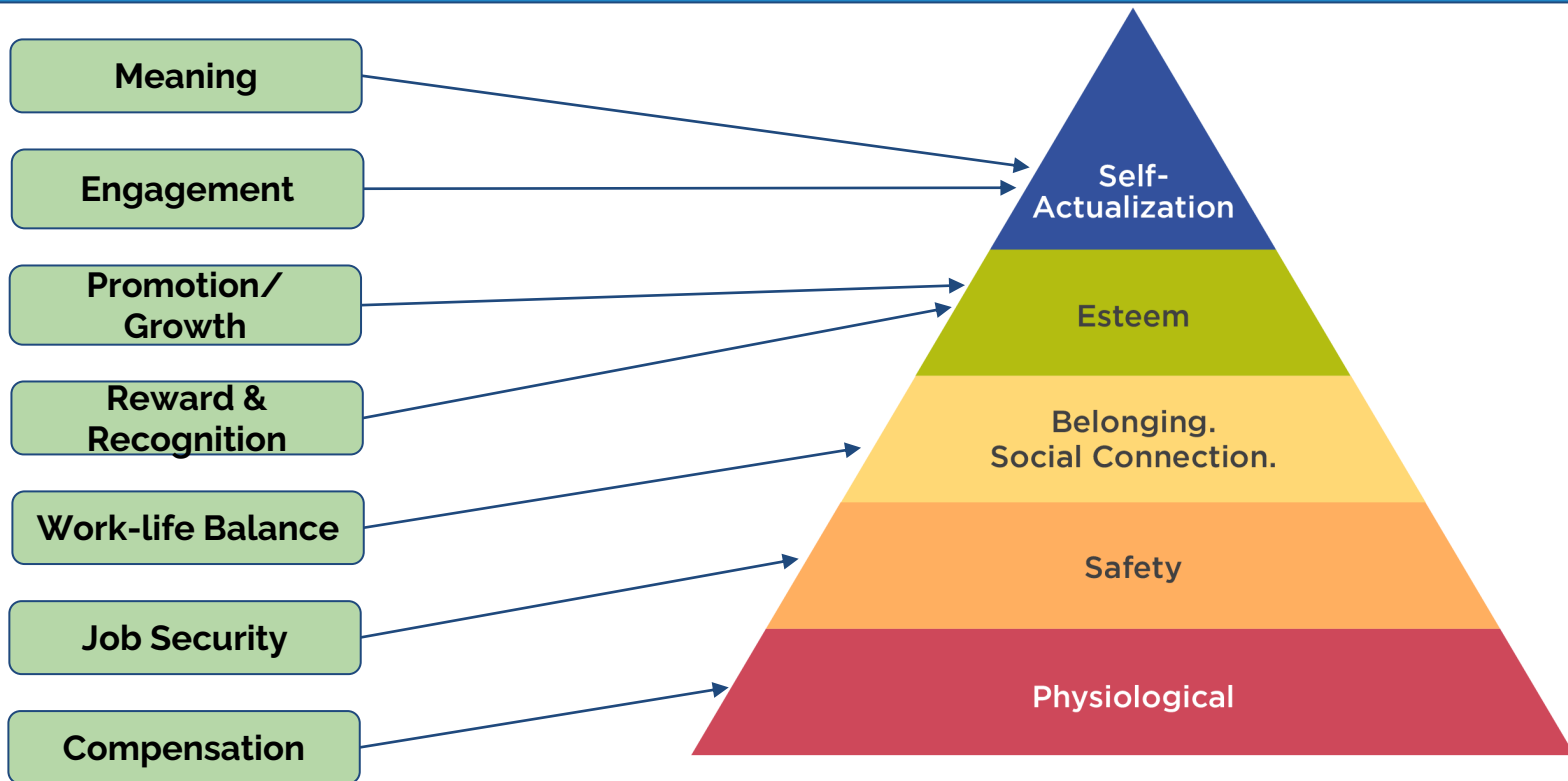 Meaning
Engagement
Promotion/
Growth
Reward &
Recognition
Work-life Balance
Job Security
Compensation
Self-
Actualization
Esteem
Belonging.
Social Connection.
Safety
Physiological